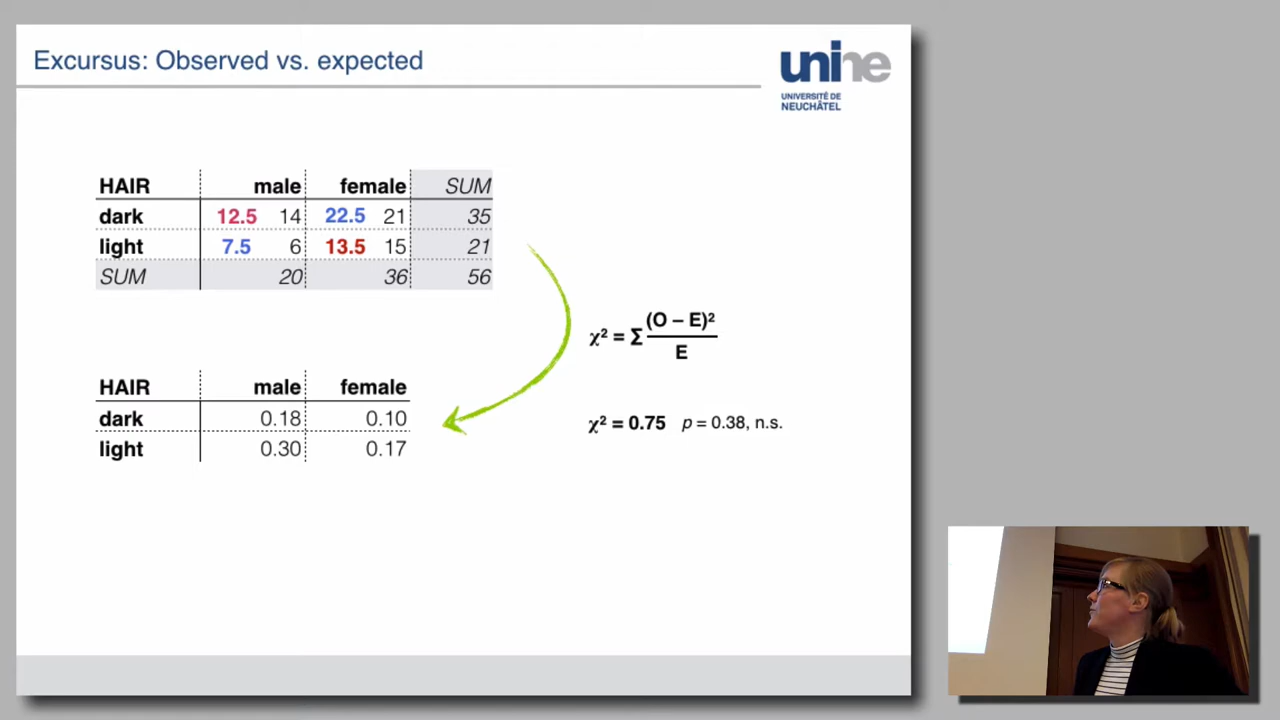 Excursus: Observed vs. expected
unine
UNIVERSITÉ DE
NEUCHÂTEL
HAIR male female SUM
dark 12.5 14 22.5 21 35
light 7.5 6 13.5 15 21
SUM 20 36 56
χ² = Σ (O – E)² / E
HAIR male female
dark 0.18 0.10
light 0.30 0.17
χ² = 0.75 p = 0.38, n.s.